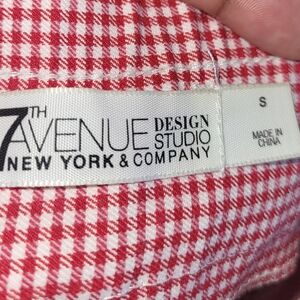 7TH AVENUE DESIGN STUDIO
NEW YORK & COMPANY
S
MADE IN
CHINA